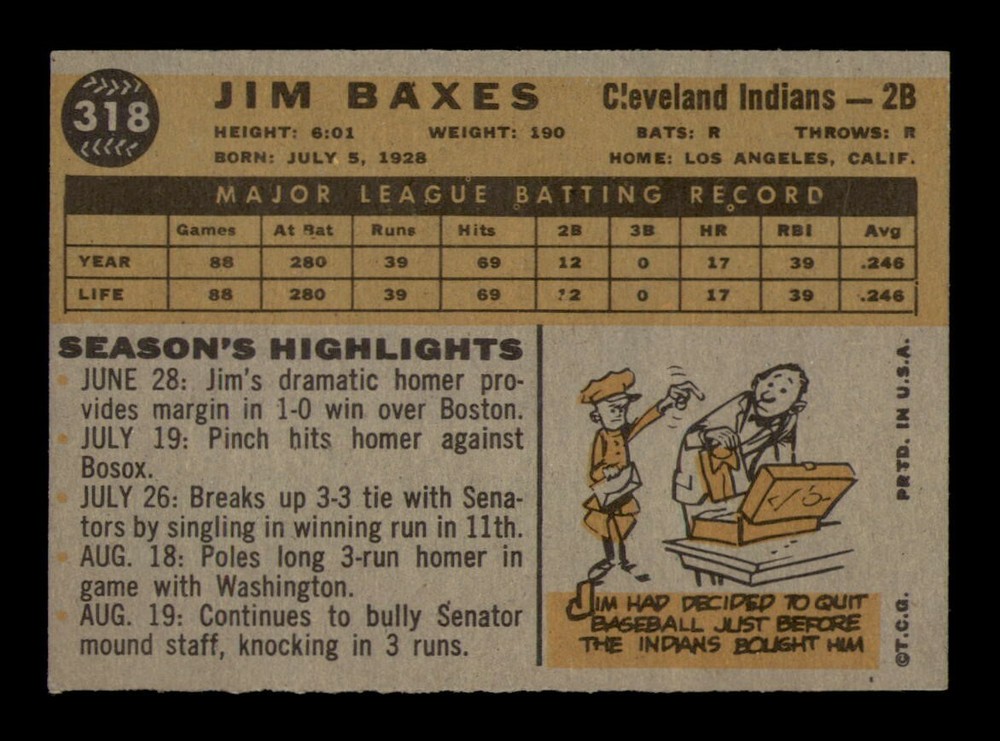 318
JIM BAXES Cleveland Indians — 2B
HEIGHT: 6:01 WEIGHT: 190 BATS: R THROWS: R
BORN: JULY 5, 1928 HOME: LOS ANGELES, CALIF.
MAJOR LEAGUE BATTING RECORD
Games At Bat Runs Hits 2B 3B HR RBI Avg
YEAR 88 280 39 69 12 0 17 39 .246
LIFE 88 280 39 69 12 0 17 39 .246
SEASON'S HIGHLIGHTS
JUNE 28: Jim's dramatic homer pro-
vides margin in 1-0 win over Boston.
JULY 19: Pinch hits homer against
Bosox.
JULY 26: Breaks up 3-3 tie with Sena-
tors by singling in winning run in 11th.
AUG. 18: Poles long 3-run homer in
game with Washington.
AUG. 19: Continues to bully Senator
mound staff, knocking in 3 runs.
JIM HAD DECIDED TO QUIT
BASEBALL JUST BEFORE
THE INDIANS BOUGHT HIM
©T.C.G. PRTD. IN U.S.A.